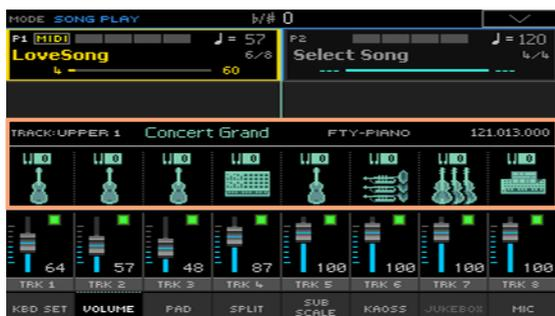 MODE SONG PLAY ♭/# 0
P1 MIDI ♩= 57 P2 ♩=120
LoveSong 6/8 Select Song 4/4
4 60 --- ---
TRACK:UPPER 1 Concert Grand FTY-PIANO 121.013.000
0 0 0 0 0 0 0 0
64 57 48 87 100 100 100 100
TRK 1 TRK 2 TRK 3 TRK 4 TRK 5 TRK 6 TRK 7 TRK 8
KBD SET VOLUME PAD SPLIT SUB SCALE KAOSS JUKEBOX MIC